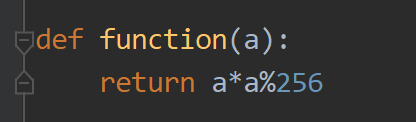 def function(a):
    return a*a%256